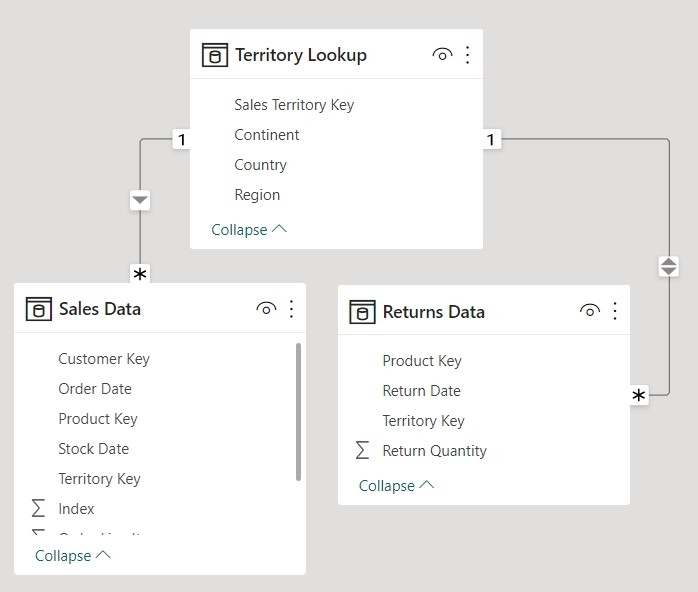 Territory Lookup
Sales Territory Key
Continent
Country
Region
Collapse
1
1
*
Sales Data
Customer Key
Order Date
Product Key
Stock Date
Territory Key
Σ Index
Collapse
Returns Data
Product Key
Return Date
Territory Key
Σ Return Quantity
Collapse
*